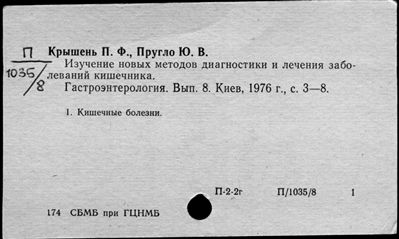 П Крышень П. Ф., Пругло Ю. В.
1035/8
Изучение новых методов диагностики и лечения забо-
леваний кишечника.
Гастроэнтерология. Вып. 8. Киев, 1976 г., с. 3—8.
1. Кишечные болезни.
П-2-2г П/1035/8 1
174 СБМБ при ГЦНМБ